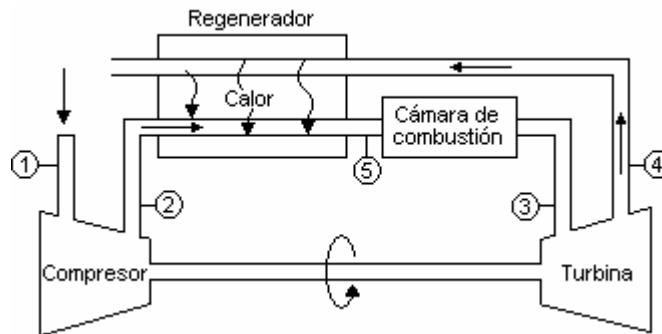 Regenerador
Calor
Cámara de
combustión
1
5
4
2
3
Compresor
Turbina